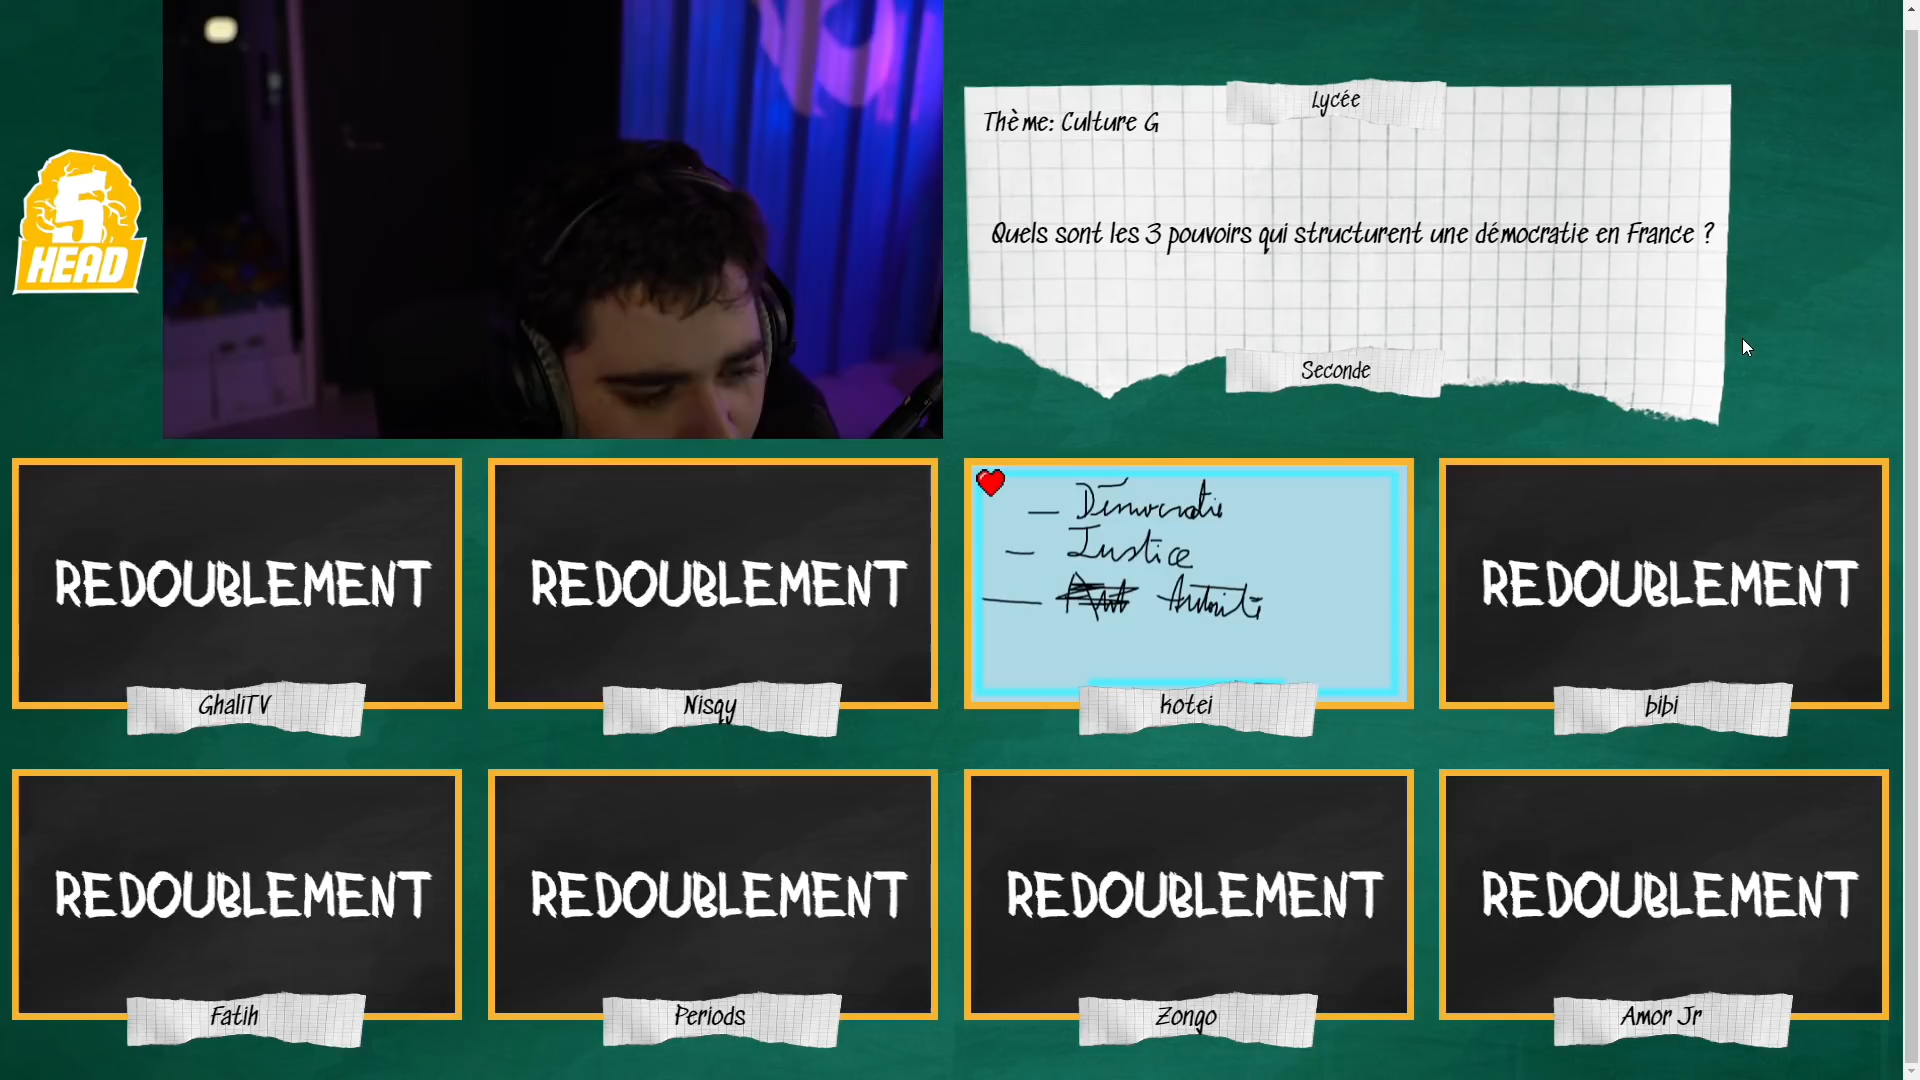 5
HEAD
Lycée
Thème: Culture G
Quels sont les 3 pouvoirs qui structurent une démocratie en France ?
Seconde
REDOUBLEMENT
GhaliTV
REDOUBLEMENT
Nisqy
— Démocratie
— Justice
— Autorité
kotei
REDOUBLEMENT
bibi
REDOUBLEMENT
Fatih
REDOUBLEMENT
Periods
REDOUBLEMENT
Zongo
REDOUBLEMENT
Amor Jr